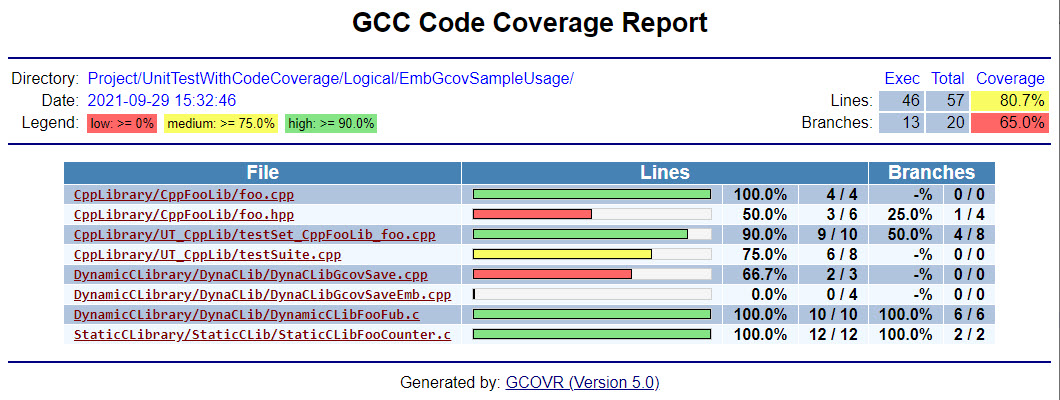 GCC Code Coverage Report
Directory: Project/UnitTestWithCodeCoverage/Logical/EmbGcovSampleUsage/ Exec Total Coverage
Date: 2021-09-29 15:32:46 Lines: 46 57 80.7%
Legend: low: >= 0% medium: >= 75.0% high: >= 90.0% Branches: 13 20 65.0%
File Lines Branches
CppLibrary/CppFooLib/foo.cpp 100.0% 4 / 4 -% 0 / 0
CppLibrary/CppFooLib/foo.hpp 50.0% 3 / 6 25.0% 1 / 4
CppLibrary/UT_CppLib/testSet_CppFooLib_foo.cpp 90.0% 9 / 10 50.0% 4 / 8
CppLibrary/UT_CppLib/testSuite.cpp 75.0% 6 / 8 -% 0 / 0
DynamicCLibrary/DynaCLib/DynaCLibGcovSave.cpp 66.7% 2 / 3 -% 0 / 0
DynamicCLibrary/DynaCLib/DynaCLibGcovSaveEmb.cpp 0.0% 0 / 4 -% 0 / 0
DynamicCLibrary/DynaCLib/DynamicCLibFooFub.c 100.0% 10 / 10 100.0% 6 / 6
StaticCLibrary/StaticCLib/StaticCLibFooCounter.c 100.0% 12 / 12 100.0% 2 / 2
Generated by: GCOVR (Version 5.0)